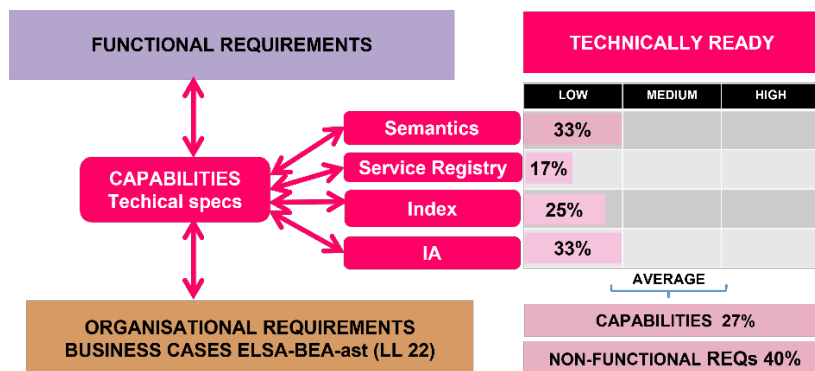 FUNCTIONAL REQUIREMENTS
TECHNICALLY READY
LOW MEDIUM HIGH
Semantics 33%
Service Registry 17%
CAPABILITIES
Techical specs
Index 25%
IA 33%
AVERAGE
CAPABILITIES 27%
ORGANISATIONAL REQUIREMENTS
BUSINESS CASES ELSA-BEA-ast (LL 22)
NON-FUNCTIONAL REQs 40%